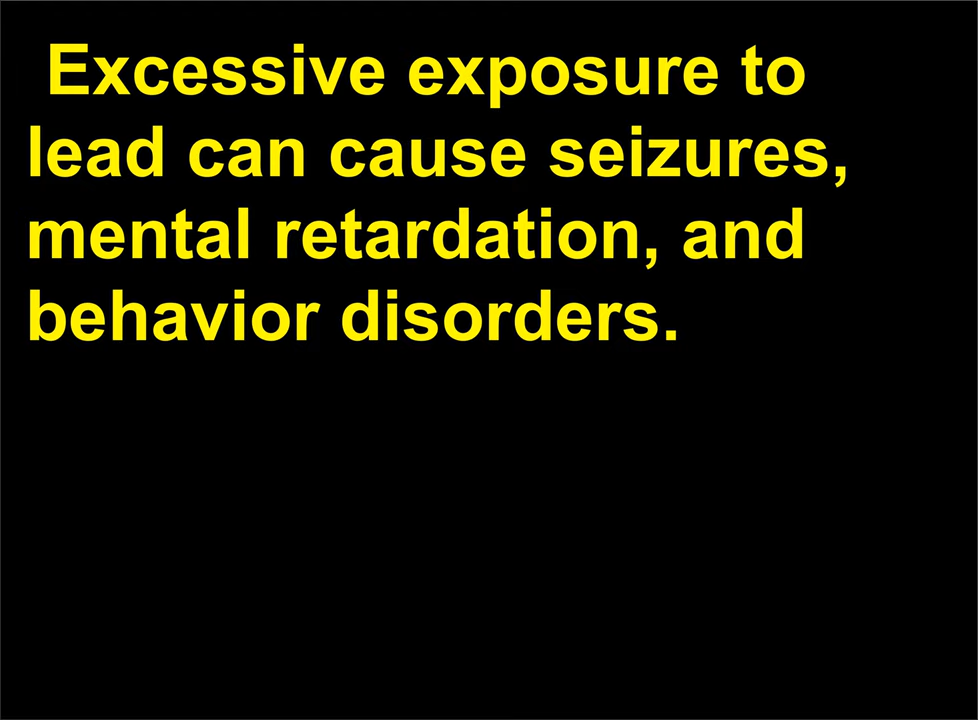 Excessive exposure to
lead can cause seizures,
mental retardation, and
behavior disorders.